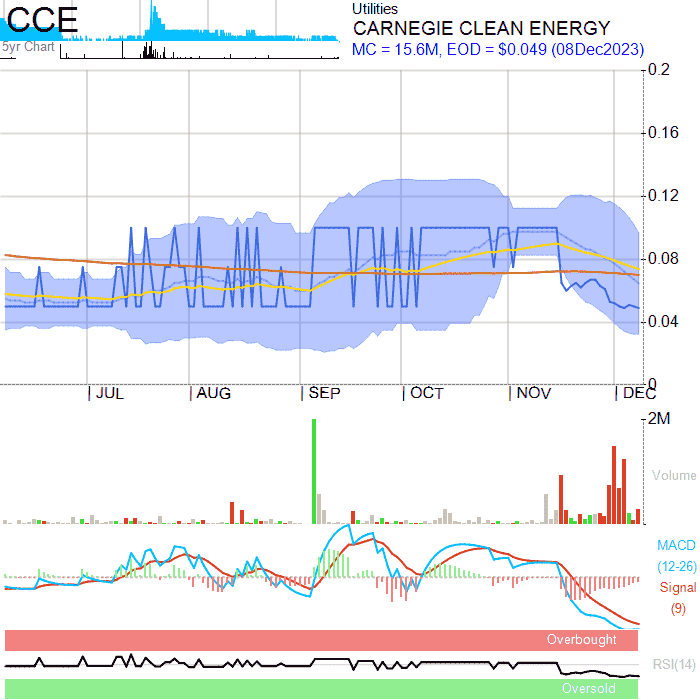 CCE
5yr Chart
Utilities
CARNEGIE CLEAN ENERGY
MC = 15.6M, EOD = $0.049 (08Dec2023)
0.2
0.16
0.12
0.08
0.04
0
JUL AUG SEP OCT NOV DEC
2M
Volume
MACD
(12-26)
Signal
(9)
Overbought
RSI(14)
Oversold